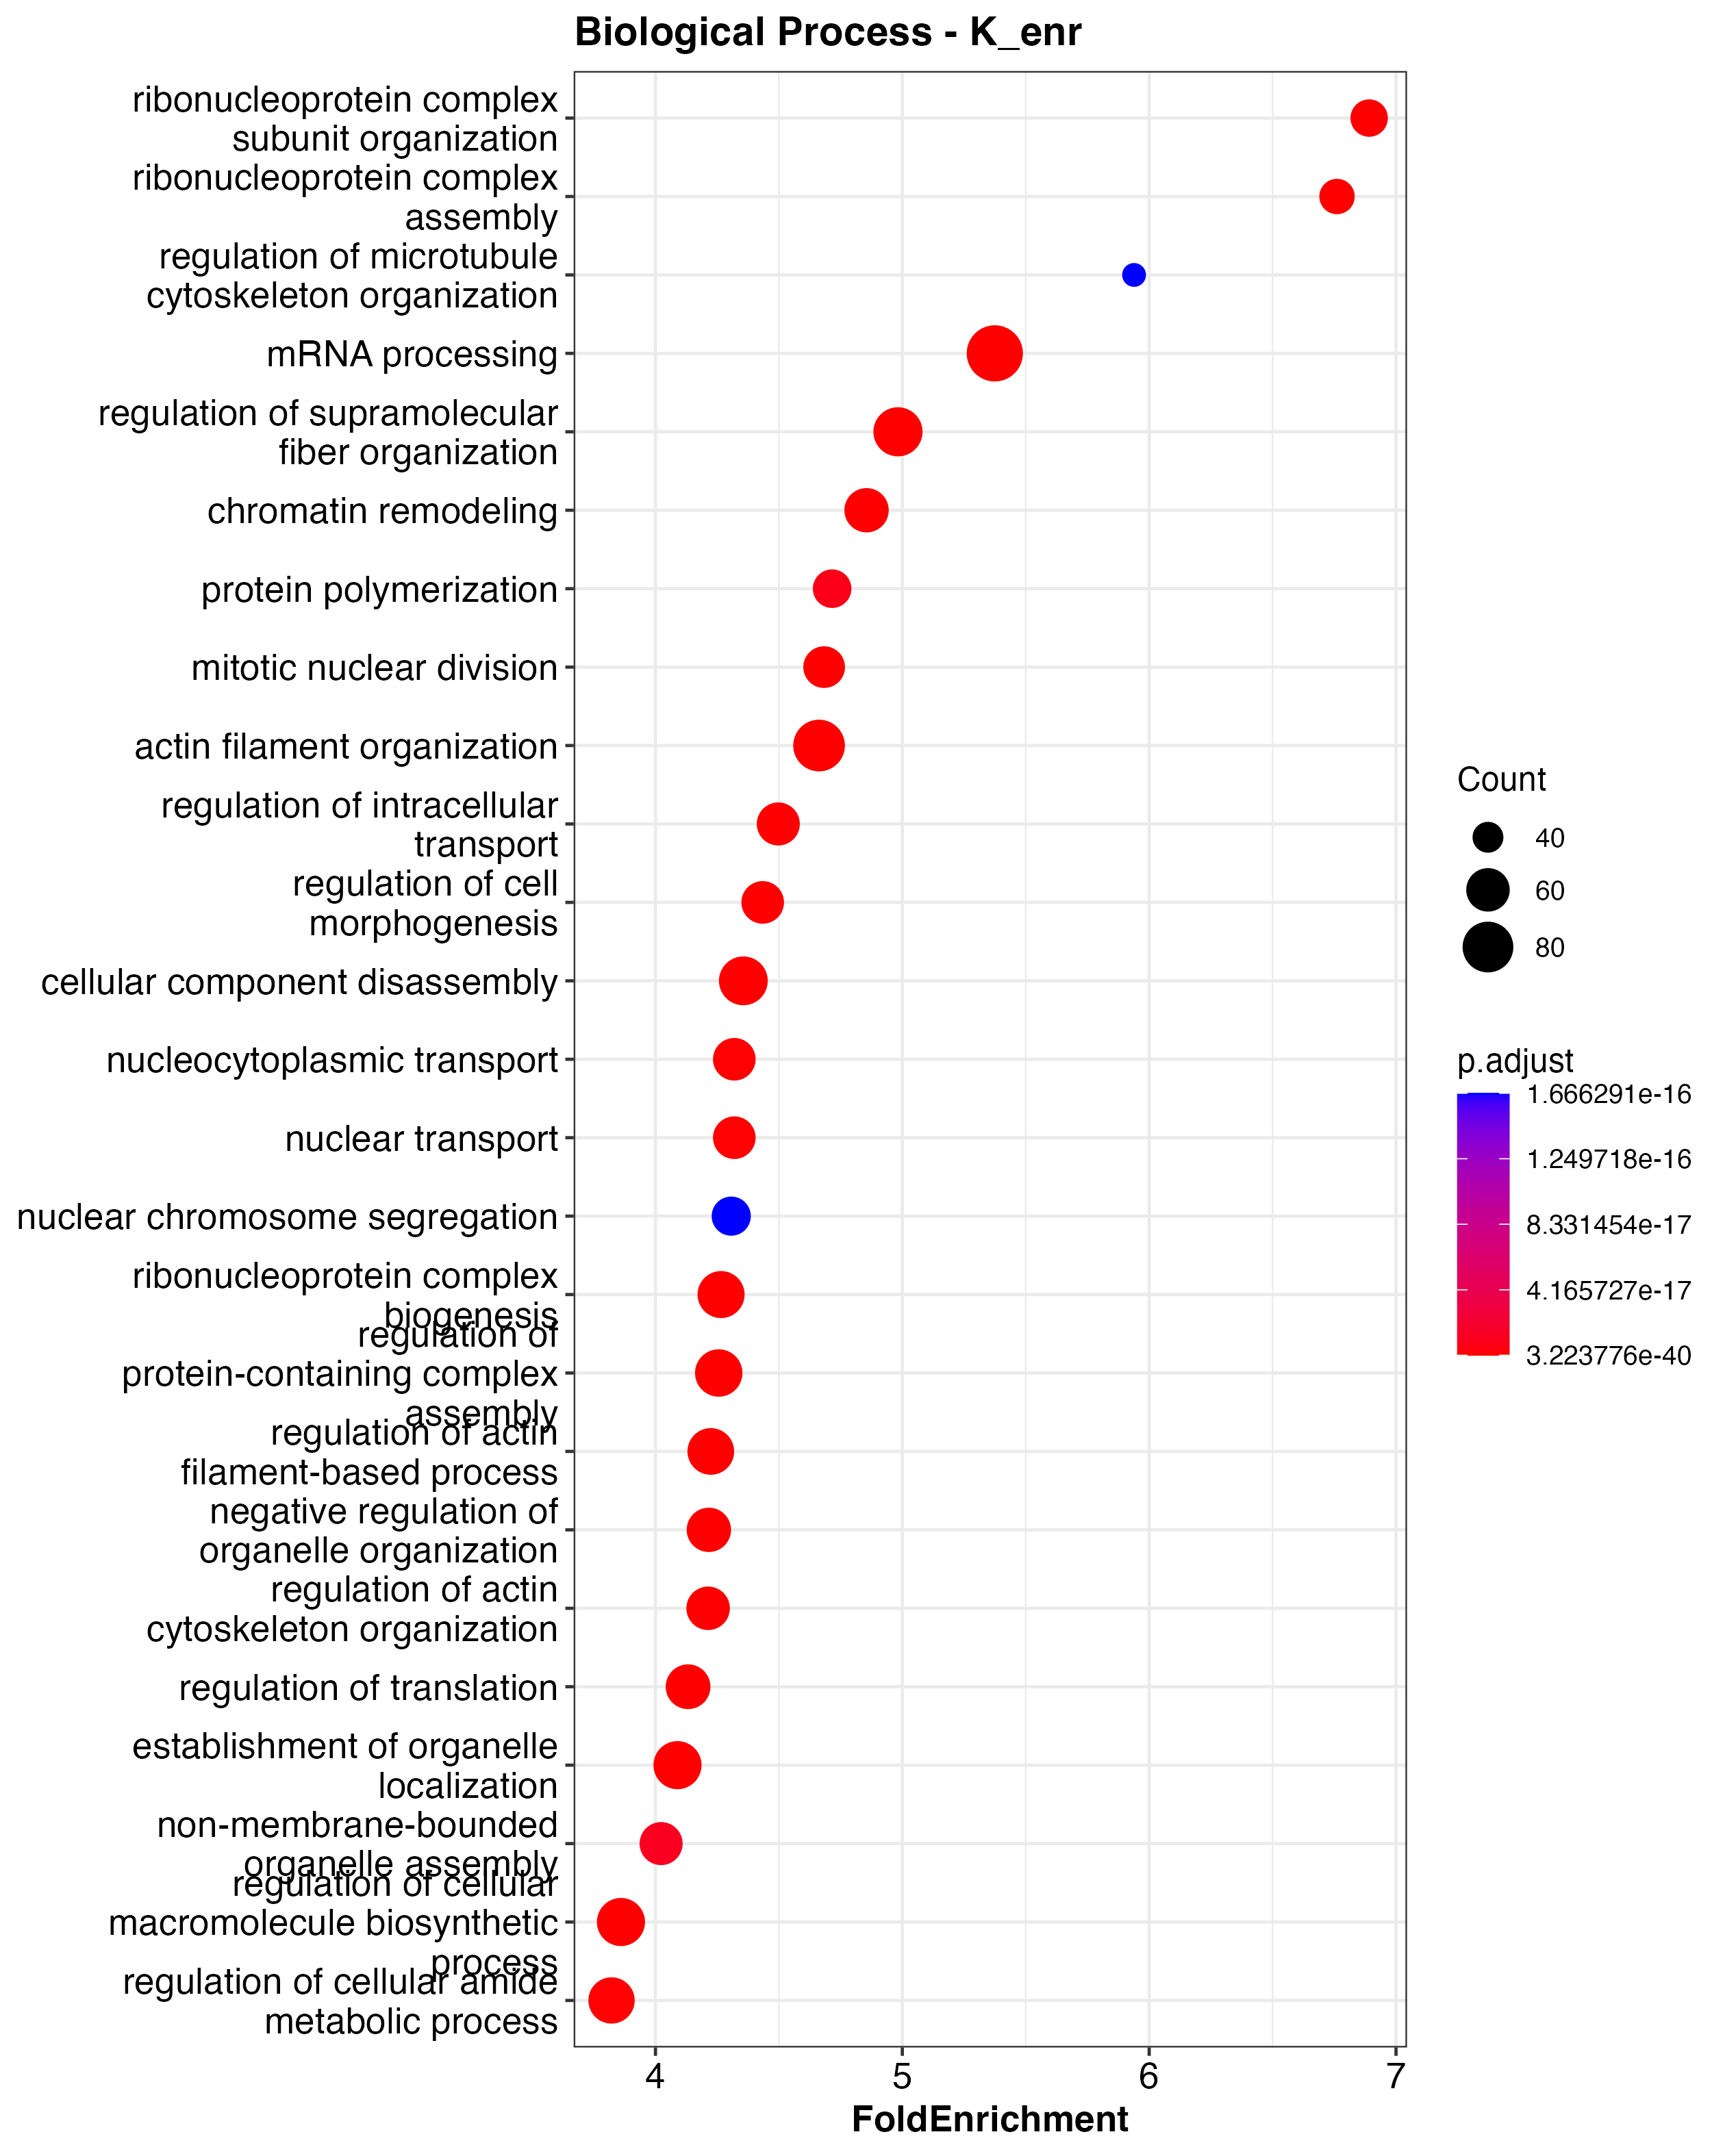 Biological Process - K_enr
ribonucleoprotein complex
subunit organization
ribonucleoprotein complex
assembly
regulation of microtubule
cytoskeleton organization
mRNA processing
regulation of supramolecular
fiber organization
chromatin remodeling
protein polymerization
mitotic nuclear division
actin filament organization
regulation of intracellular
transport
regulation of cell
morphogenesis
cellular component disassembly
nucleocytoplasmic transport
nuclear transport
nuclear chromosome segregation
ribonucleoprotein complex
biogenesis
regulation of
protein-containing complex
assembly
regulation of actin
filament-based process
negative regulation of
organelle organization
regulation of actin
cytoskeleton organization
regulation of translation
establishment of organelle
localization
non-membrane-bounded
organelle assembly
regulation of cellular
macromolecule biosynthetic
process
regulation of cellular amide
metabolic process
4 5 6 7
FoldEnrichment
Count
40
60
80
p.adjust
1.666291e-16
1.249718e-16
8.331454e-17
4.165727e-17
3.223776e-40